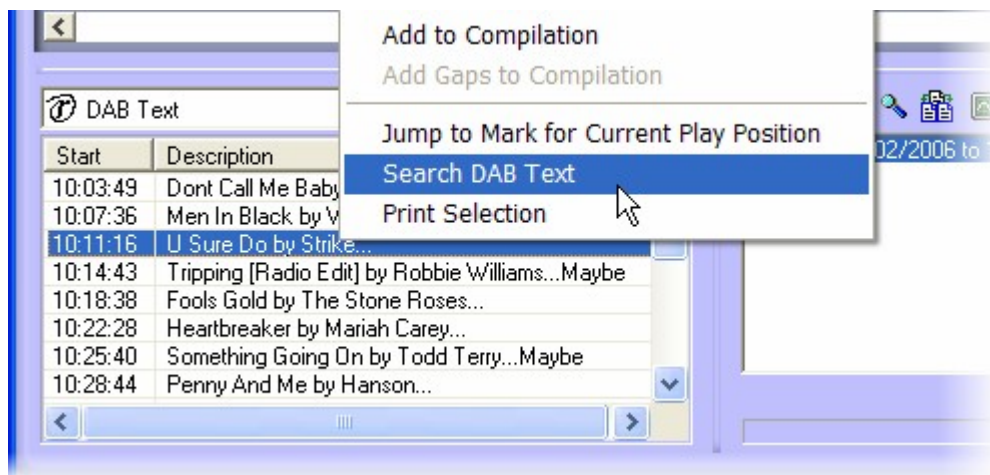 Add to Compilation
Add Gaps to Compilation
Jump to Mark for Current Play Position
Search DAB Text
Print Selection
DAB Text
02/2006 to
Start Description
10:03:49 Dont Call Me Baby
10:07:36 Men In Black by
10:11:16 U Sure Do by Strike...
10:14:43 Tripping [Radio Edit] by Robbie Williams...Maybe
10:18:38 Fools Gold by The Stone Roses...
10:22:28 Heartbreaker by Mariah Carey...
10:25:40 Something Going On by Todd Terry...Maybe
10:28:44 Penny And Me by Hanson...